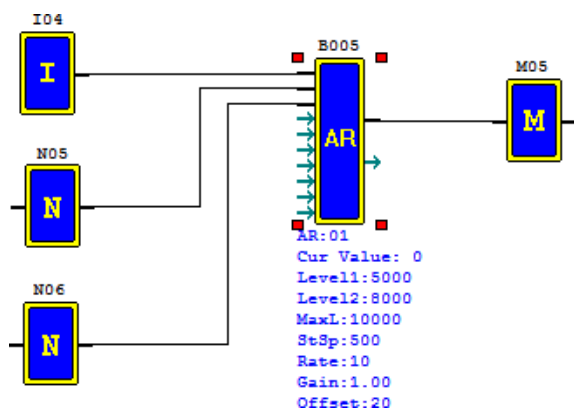 I04
I
B005
M05
M
N05
N
AR
N06
N
AR:01
Cur Value: 0
Level1:5000
Level2:8000
MaxL:10000
StSp:500
Rate:10
Gain:1.00
Offset:20